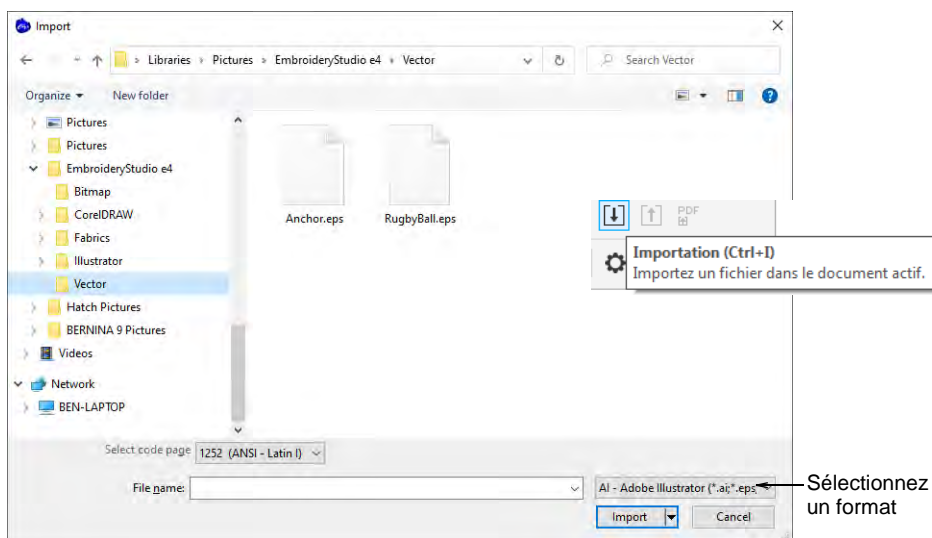 Import
Libraries > Pictures > EmbroideryStudio e4 > Vector
Search Vector
Organize
New folder
Pictures
Pictures
EmbroideryStudio e4
Bitmap
CorelDRAW
Fabrics
Illustrator
Vector
Hatch Pictures
BERNINA 9 Pictures
Videos
Network
BEN-LAPTOP
Anchor.eps
RugbyBall.eps
PDF
Importation (Ctrl+I)
Importez un fichier dans le document actif.
Select code page
1252 (ANSI - Latin I)
File name:
AI - Adobe Illustrator (*.ai;*.eps
Sélectionnez
un format
Import
Cancel